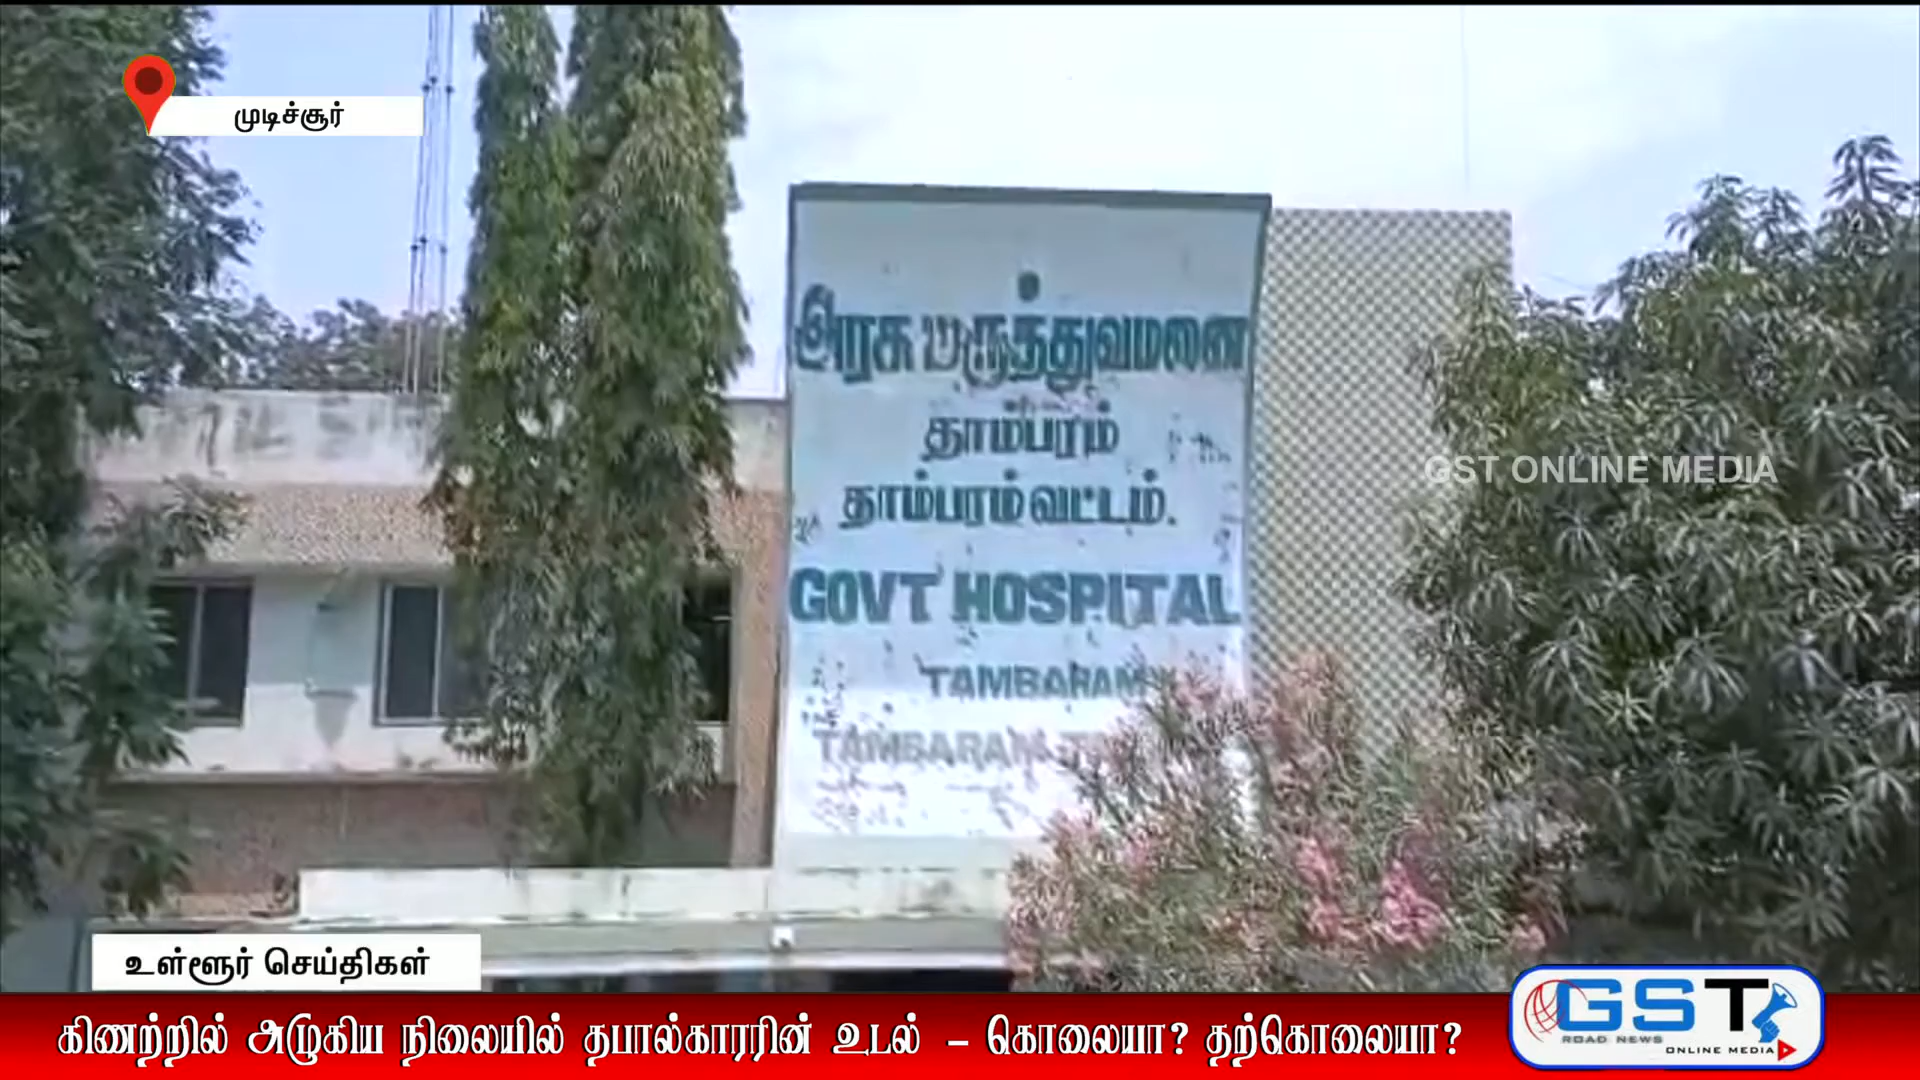 முடிச்சூர்
அரசு மருத்துவமனை
தாம்பரம்
தாம்பரம் வட்டம்.
GOVT HOSPITAL
TAMBARAM
TAMBARAM
GST ONLINE MEDIA
உள்ளூர் செய்திகள்
கிணற்றில் அழுகிய நிலையில் தபால்காரரின் உடல் – கொலையா? தற்கொலையா?
GST
ROAD NEWS
ONLINE MEDIA